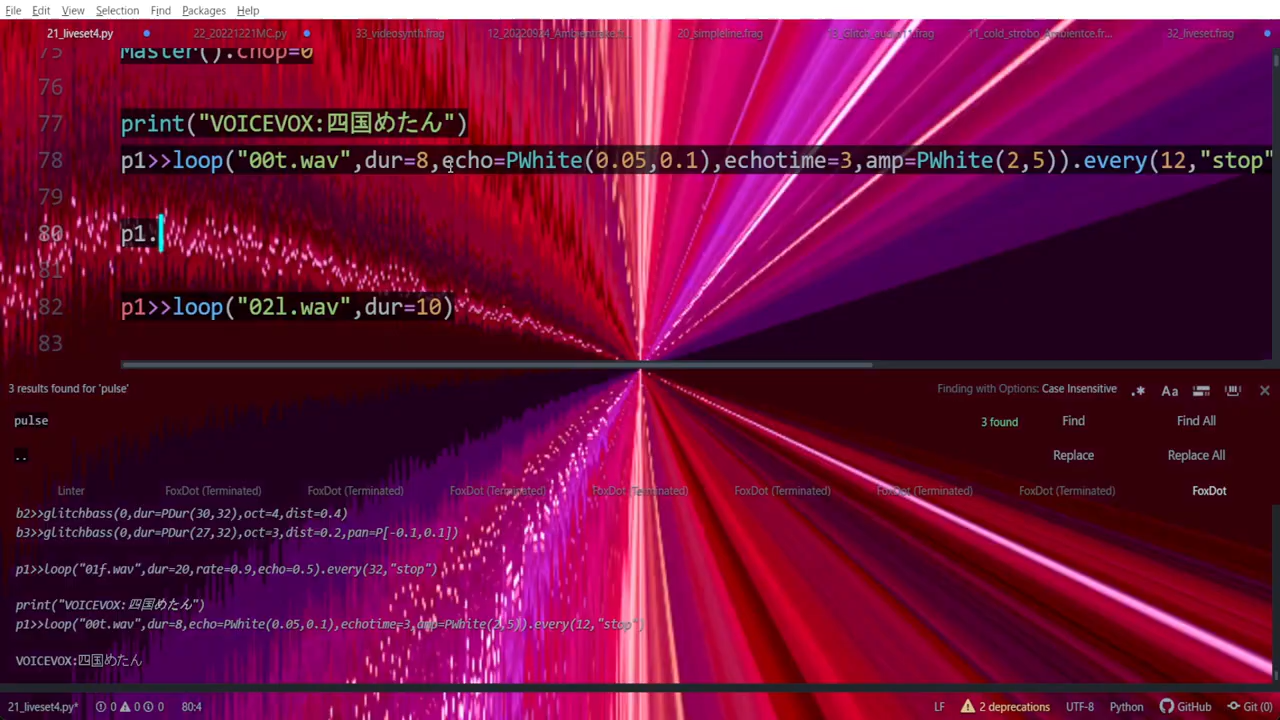 File Edit View Selection Find Packages Help
21_liveset4.py 22_20221221MC.py 33_videosynth.frag 20_simpleline.frag 32_liveset.frag
75 Master().chop=0
76
77 print("VOICEVOX:四国めたん")
78 p1>>loop("00t.wav",dur=8,echo=PWhite(0.05,0.1),echotime=3,amp=PWhite(2,5)).every(12,"stop"
79
80 p1.
81
82 p1>>loop("02l.wav",dur=10)
83
3 results found for 'pulse' Finding with Options: Case Insensitive .* Aa
pulse 3 found Find Find All
.. Replace Replace All
Linter FoxDot (Terminated) FoxDot (Terminated) FoxDot (Terminated) FoxDot (Terminated) FoxDot (Terminated) FoxDot (Terminated) FoxDot (Terminated) FoxDot
b2>>glitchbass(0,dur=PDur(30,32),oct=4,dist=0.4)
b3>>glitchbass(0,dur=PDur(27,32),oct=3,dist=0.2,pan=P[-0.1,0.1])
p1>>loop("01f.wav",dur=20,rate=0.9,echo=0.5).every(32,"stop")
print("VOICEVOX:四国めたん")
p1>>loop("00t.wav",dur=8,echo=PWhite(0.05,0.1),echotime=3,amp=PWhite(2,5)).every(12,"stop")
VOICEVOX:四国めたん
21_liveset4.py* 0 0 0 80:4 LF 2 deprecations UTF-8 Python GitHub Git (0)